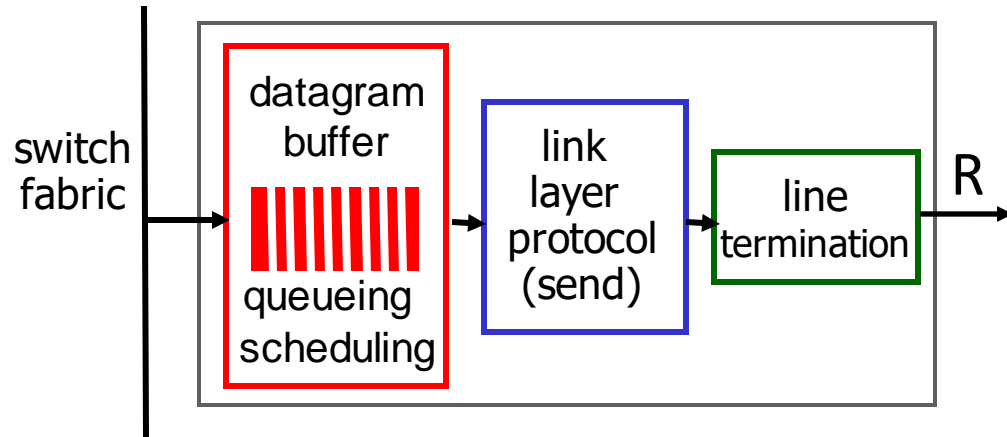 switch
fabric
datagram
buffer
queueing
scheduling
link
layer
protocol
(send)
line
termination
R